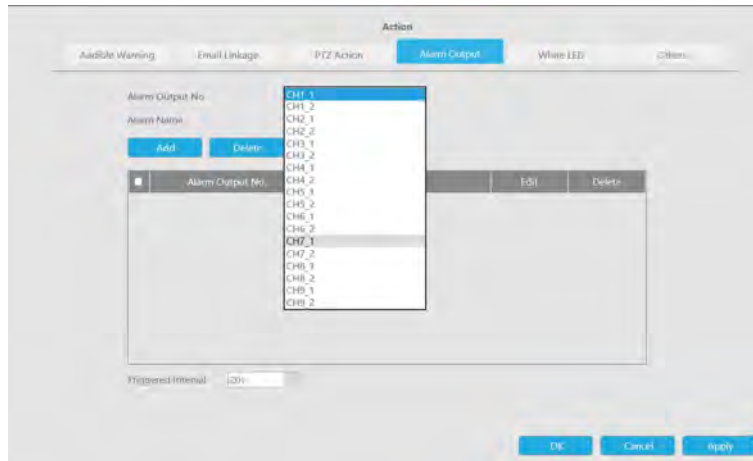 Action
Audible Warning Email Linkage PTZ Action Alarm Output White LED Others
Alarm Output No.
CH1_1
CH1_2
Alarm Name
CH2_1
CH2_2
Add Delete
CH3_1
CH3_2
CH4_1
Alarm Output No. CH4_2 Edit Delete
CH5_1
CH5_2
CH6_1
CH6_2
CH7_1
CH7_2
CH8_1
CH8_2
CH9_1
CH9_2
Triggered Interval
OK Cancel Apply